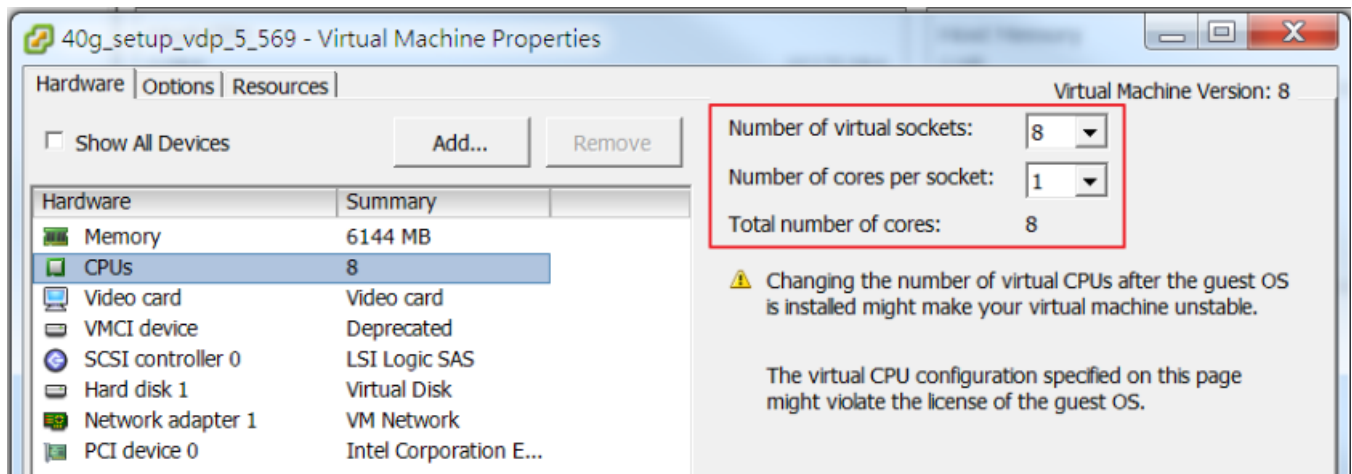 40g_setup_vdp_5_569 - Virtual Machine Properties
Hardware Options Resources
Virtual Machine Version: 8
Show All Devices
Add...
Remove
Hardware Summary
Memory 6144 MB
CPUs 8
Video card Video card
VMCI device Deprecated
SCSI controller 0 LSI Logic SAS
Hard disk 1 Virtual Disk
Network adapter 1 VM Network
PCI device 0 Intel Corporation E...
Number of virtual sockets: 8
Number of cores per socket: 1
Total number of cores: 8
Changing the number of virtual CPUs after the guest OS
is installed might make your virtual machine unstable.
The virtual CPU configuration specified on this page
might violate the license of the guest OS.